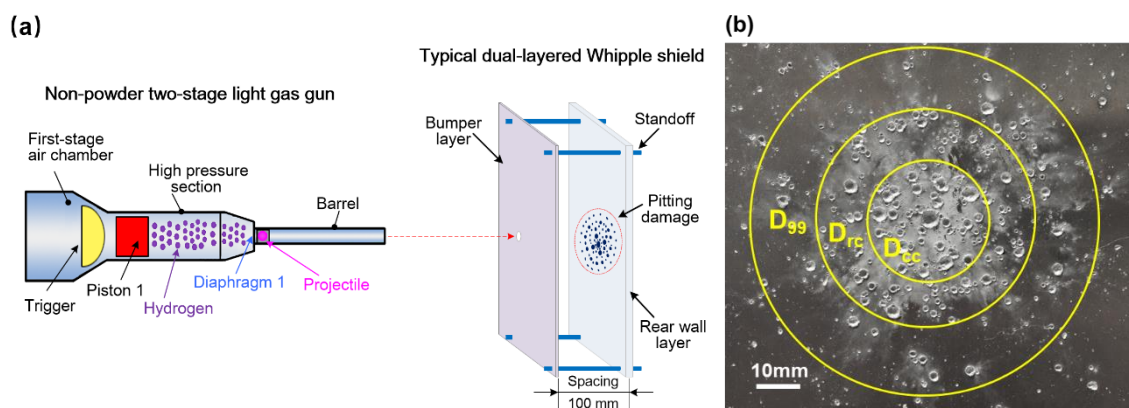 (a)
Non-powder two-stage light gas gun
First-stage
air chamber
High pressure
section
Barrel
Trigger
Piston 1
Hydrogen
Diaphragm 1
Projectile
Typical dual-layered Whipple shield
Bumper
layer
Standoff
Pitting
damage
Rear wall
layer
Spacing
100 mm
(b)
D99
Drc
Dcc
10mm